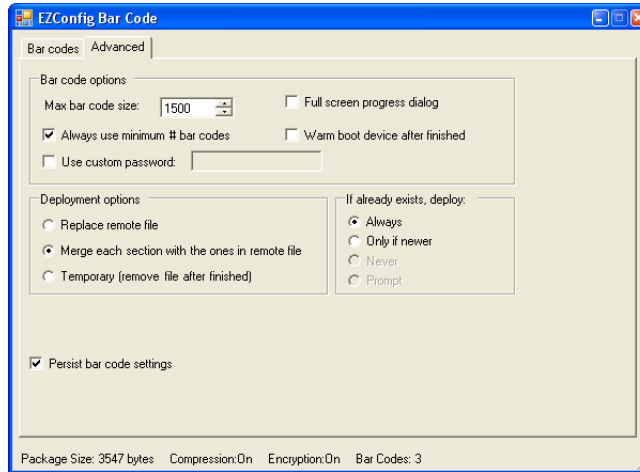 EZConfig Bar Code
Bar codes Advanced
Bar code options
Max bar code size: 1500
Full screen progress dialog
Always use minimum # bar codes
Warm boot device after finished
Use custom password:
Deployment options
Replace remote file
Merge each section with the ones in remote file
Temporary (remove file after finished)
If already exists, deploy:
Always
Only if newer
Never
Prompt
Persist bar code settings
Package Size: 3547 bytes Compression:On Encryption:On Bar Codes: 3